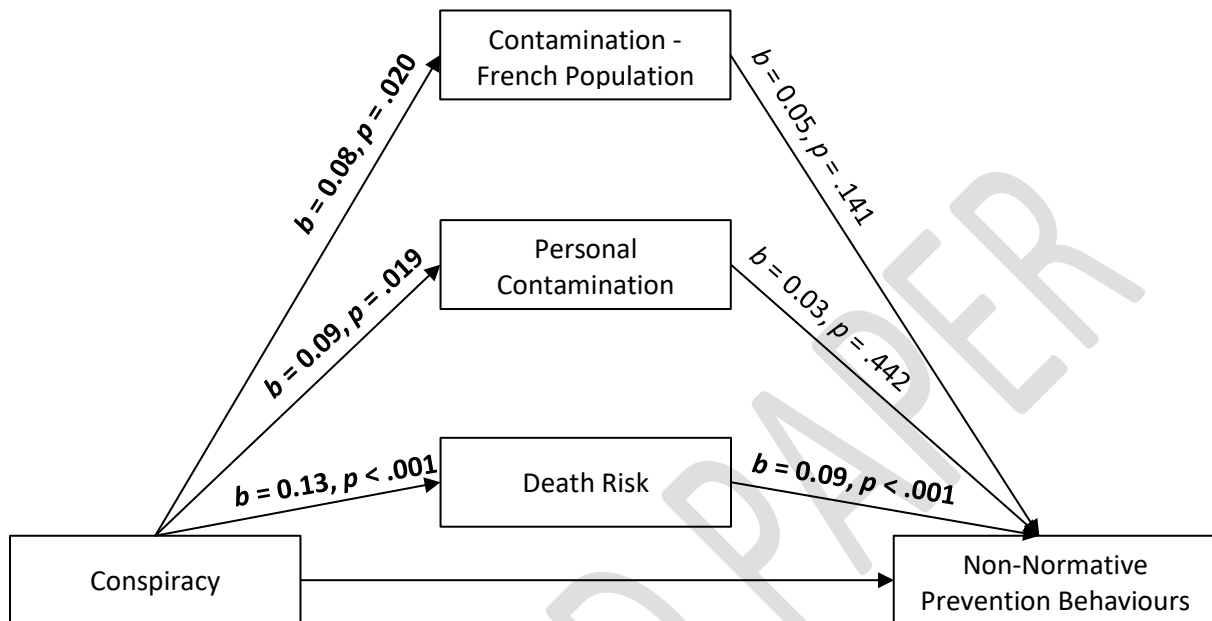 Contamination -
French Population
b = 0.08, p = .020
b = 0.05, p = .141
Personal
Contamination
b = 0.09, p = .019
b = 0.03, p = .442
Death Risk
b = 0.13, p < .001
b = 0.09, p < .001
Conspiracy
Non-Normative
Prevention Behaviours
D PAPER